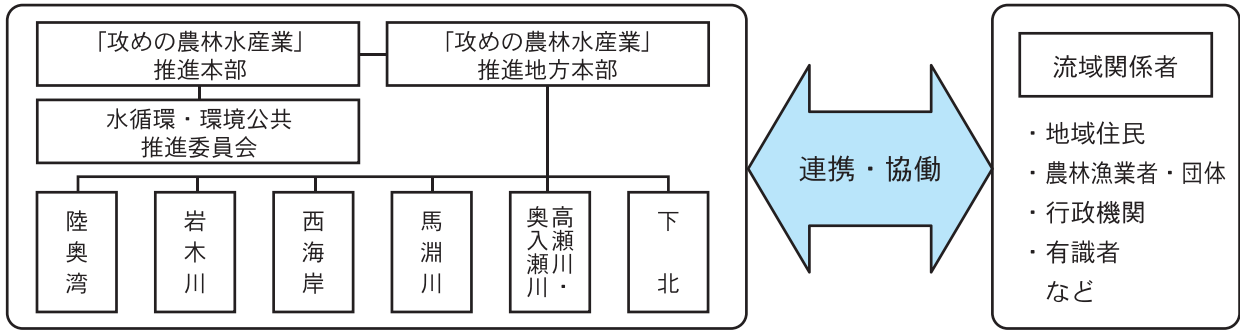 「攻めの農林水産業」
推進本部
「攻めの農林水産業」
推進地方本部
水循環・環境公共
推進委員会
陸奥湾
岩木川
西海岸
馬淵川
高瀬川・
奥入瀬川
下北
連携・協働
流域関係者
・地域住民
・農林漁業者・団体
・行政機関
・有識者
など